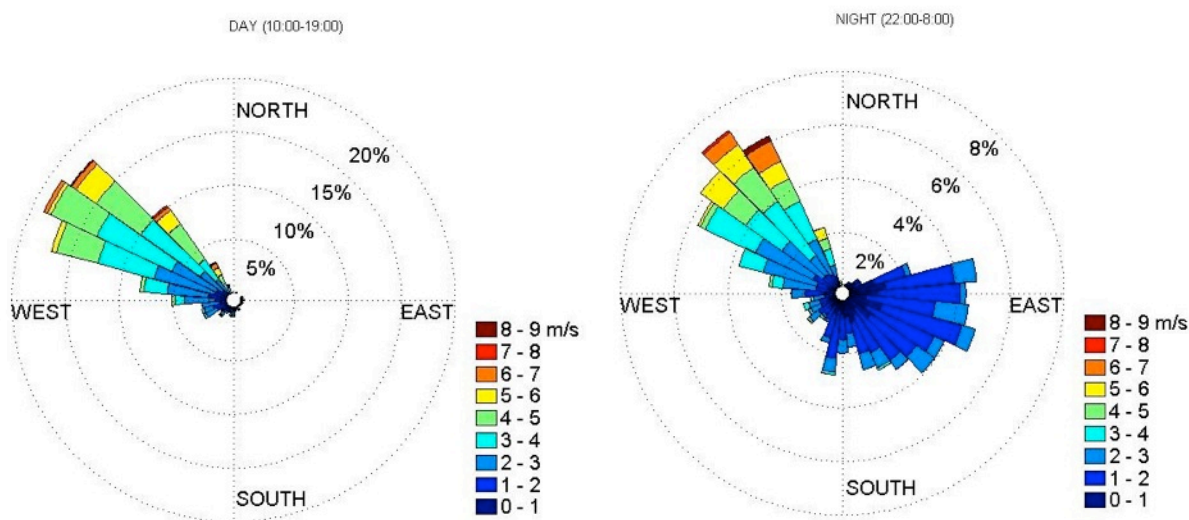 DAY (10:00-19:00)
NORTH
20%
15%
10%
5%
WEST
EAST
SOUTH
8 - 9 m/s
7 - 8
6 - 7
5 - 6
4 - 5
3 - 4
2 - 3
1 - 2
0 - 1
NIGHT (22:00-8:00)
NORTH
8%
6%
4%
2%
WEST
EAST
SOUTH
8 - 9 m/s
7 - 8
6 - 7
5 - 6
4 - 5
3 - 4
2 - 3
1 - 2
0 - 1